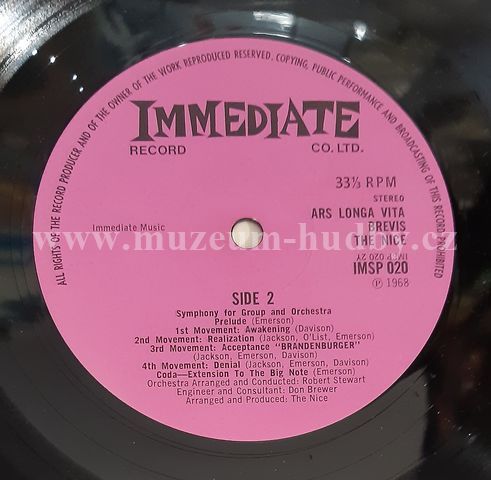 ALL RIGHTS OF THE RECORD PRODUCER AND OF THE OWNER OF THE WORK REPRODUCED RESERVED. COPYING, PUBLIC PERFORMANCE AND BROADCASTING OF THIS RECORD PROHIBITED
IMMEDIATE
RECORD CO. LTD.
33⅓ RPM
STEREO
ARS LONGA VITA
Immediate Music BREVIS
www.muzeum-hudby.cz
THE NICE
IMP 020 2Y
IMSP 020
Ⓟ 1968
SIDE 2
Symphony for Group and Orchestra
Prelude (Emerson)
1st Movement: Awakening (Davison)
2nd Movement: Realization (Jackson, O'List, Emerson)
3rd Movement: Acceptance "BRANDENBURGER"
(Jackson, Emerson, Davison)
4th Movement: Denial (Jackson, Emerson, Davison)
Coda—Extension To The Big Note (Emerson)
Orchestra Arranged and Conducted: Robert Stewart
Engineer and Consultant: Don Brewer
Arranged and Produced: The Nice